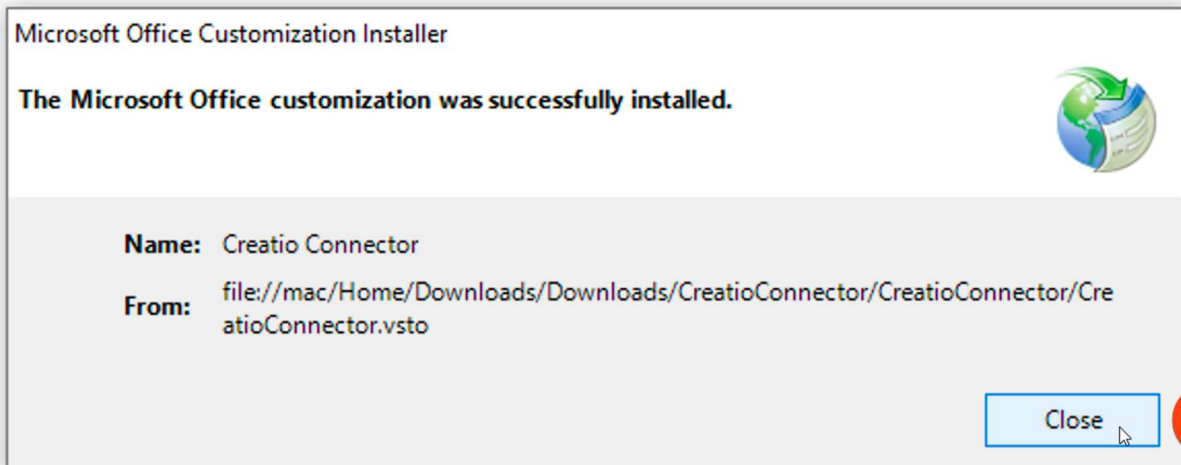 Microsoft Office Customization Installer
The Microsoft Office customization was successfully installed.
Name: Creatio Connector
From: file://mac/Home/Downloads/Downloads/CreatioConnector/CreatioConnector/Cre
atioConnector.vsto
Close